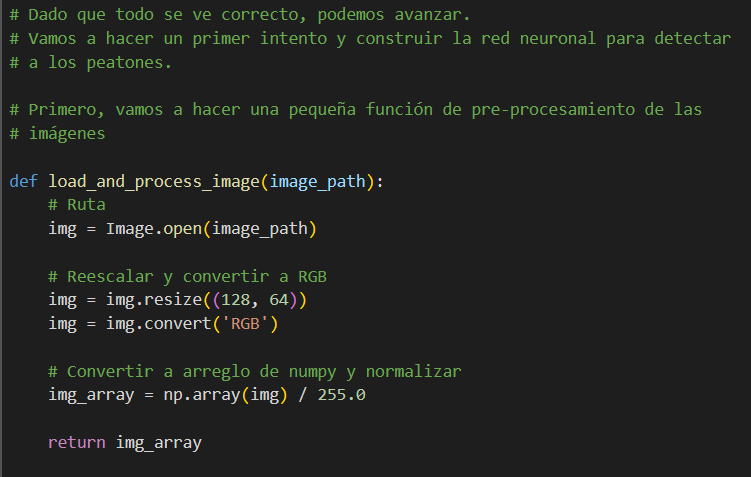 # Dado que todo se ve correcto, podemos avanzar.
# Vamos a hacer un primer intento y construir la red neuronal para detectar
# a los peatones.

# Primero, vamos a hacer una pequeña función de pre-procesamiento de las
# imágenes

def load_and_process_image(image_path):
    # Ruta
    img = Image.open(image_path)

    # Reescalar y convertir a RGB
    img = img.resize((128, 64))
    img = img.convert('RGB')

    # Convertir a arreglo de numpy y normalizar
    img_array = np.array(img) / 255.0

    return img_array